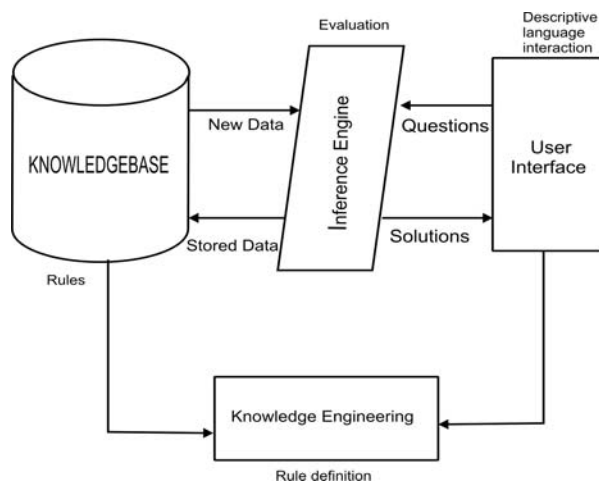 Evaluation
Descriptive
language
interaction
KNOWLEDGEBASE
New Data
Stored Data
Inference Engine
Questions
Solutions
User
Interface
Rules
Knowledge Engineering
Rule definition